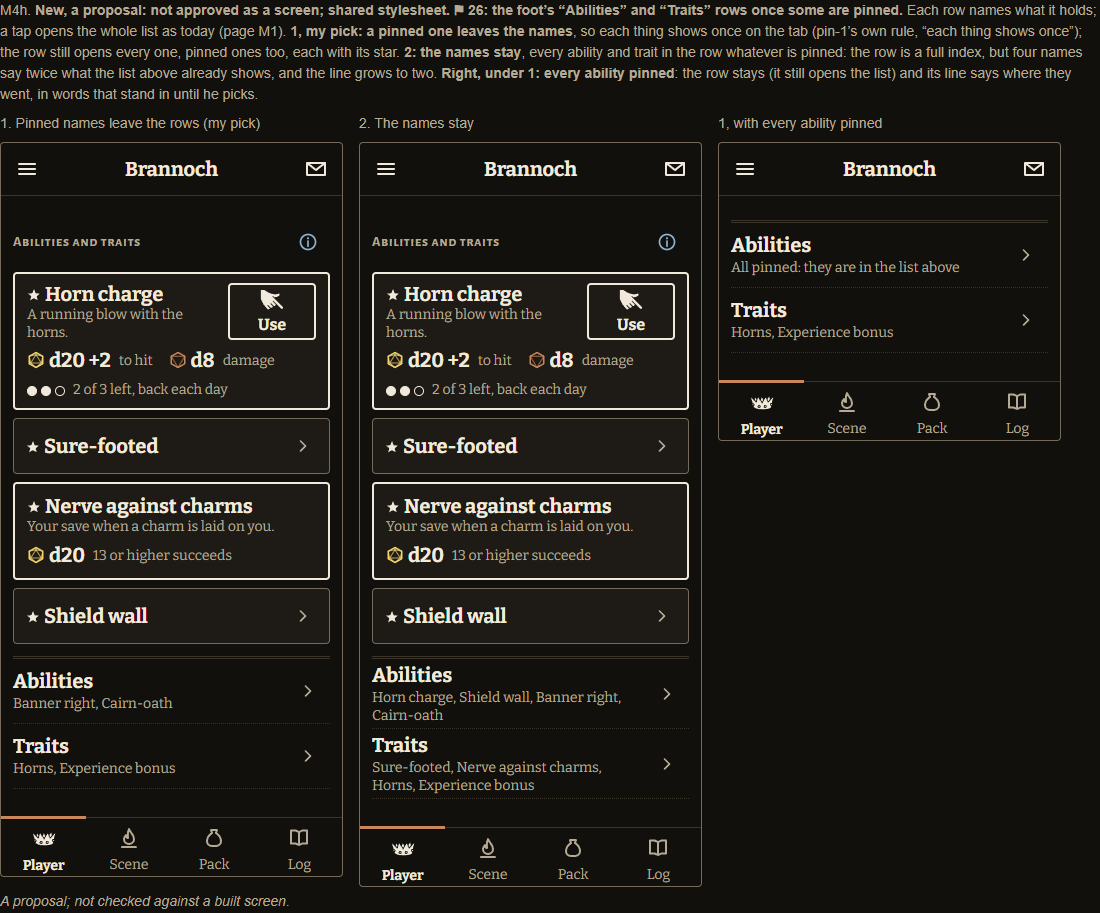 M4h. New, a proposal: not approved as a screen; shared stylesheet. ⚑ 26: the foot’s “Abilities” and “Traits” rows once some are pinned. Each row names what it holds;
a tap opens the whole list as today (page M1). 1, my pick: a pinned one leaves the names, so each thing shows once on the tab (pin-1’s own rule, “each thing shows once”);
the row still opens every one, pinned ones too, each with its star. 2: the names stay, every ability and trait in the row whatever is pinned: the row is a full index, but four names
say twice what the list above already shows, and the line grows to two. Right, under 1: every ability pinned: the row stays (it still opens the list) and its line says where they
went, in words that stand in until he picks.
1. Pinned names leave the rows (my pick)
Brannoch
ABILITIES AND TRAITS
★ Horn charge
A running blow with the
horns.
Use
d20 +2 to hit d8 damage
2 of 3 left, back each day
★ Sure-footed
★ Nerve against charms
Your save when a charm is laid on you.
d20 13 or higher succeeds
★ Shield wall
Abilities
Banner right, Cairn-oath
Traits
Horns, Experience bonus
Player Scene Pack Log
2. The names stay
Brannoch
ABILITIES AND TRAITS
★ Horn charge
A running blow with the
horns.
Use
d20 +2 to hit d8 damage
2 of 3 left, back each day
★ Sure-footed
★ Nerve against charms
Your save when a charm is laid on you.
d20 13 or higher succeeds
★ Shield wall
Abilities
Horn charge, Shield wall, Banner right,
Cairn-oath
Traits
Sure-footed, Nerve against charms,
Horns, Experience bonus
Player Scene Pack Log
1, with every ability pinned
Brannoch
Abilities
All pinned: they are in the list above
Traits
Horns, Experience bonus
Player Scene Pack Log
A proposal; not checked against a built screen.